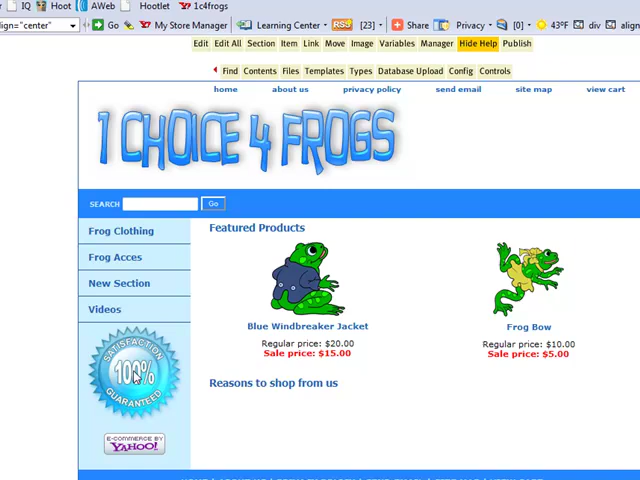 IQ Hoot AWeb Hootlet 1c4frogs
ign="center" Go My Store Manager Learning Center RSS [23] Share Privacy [0] 43°F div align
Edit Edit All Section Item Link Move Image Variables Manager Hide Help Publish
Find Contents Files Templates Types Database Upload Config Controls
home about us privacy policy send email site map view cart
1 CHOICE 4 FROGS
SEARCH Go
Frog Clothing
Frog Acces
New Section
Videos
SATISFACTION
100%
GUARANTEED
E-COMMERCE BY
YAHOO!
Featured Products
Blue Windbreaker Jacket
Regular price: $20.00
Sale price: $15.00
Frog Bow
Regular price: $10.00
Sale price: $5.00
Reasons to shop from us